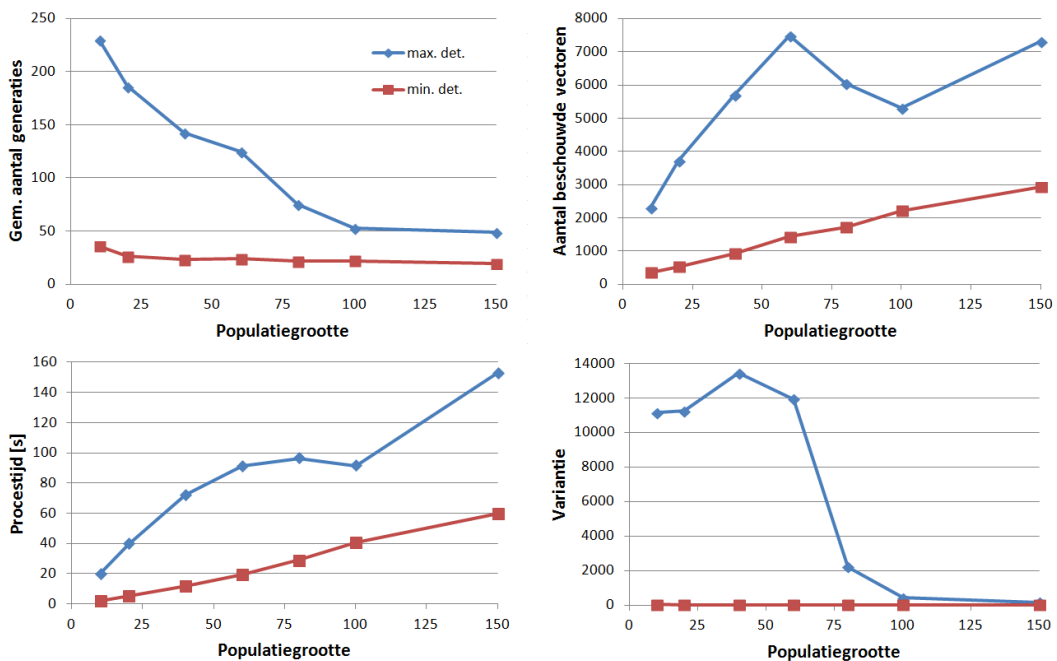 250
200
150
100
50
0
Gem. aantal generaties
max. det.
min. det.
0 25 50 75 100 125 150
Populatiegrootte
8000
7000
6000
5000
4000
3000
2000
1000
0
Aantal beschouwde vectoren
0 25 50 75 100 125 150
Populatiegrootte
160
140
120
100
80
60
40
20
0
Procestijd [s]
0 25 50 75 100 125 150
Populatiegrootte
14000
12000
10000
8000
6000
4000
2000
0
Variantie
0 25 50 75 100 125 150
Populatiegrootte